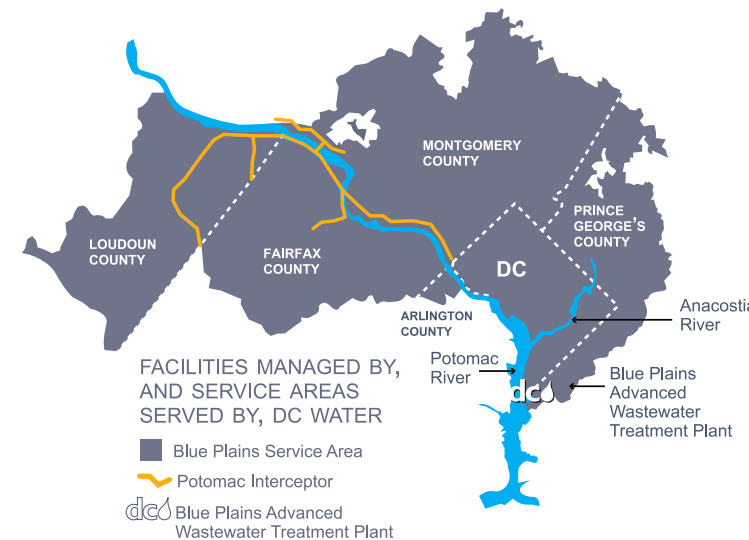 MONTGOMERY
COUNTY
PRINCE
GEORGE'S
COUNTY
LOUDOUN
COUNTY
FAIRFAX
COUNTY
DC
ARLINGTON
COUNTY
Anacostia
River
Potomac
River
dc
Blue Plains
Advanced
Wastewater
Treatment Plant
FACILITIES MANAGED BY,
AND SERVICE AREAS
SERVED BY, DC WATER
Blue Plains Service Area
Potomac Interceptor
dc
Blue Plains Advanced
Wastewater Treatment Plant